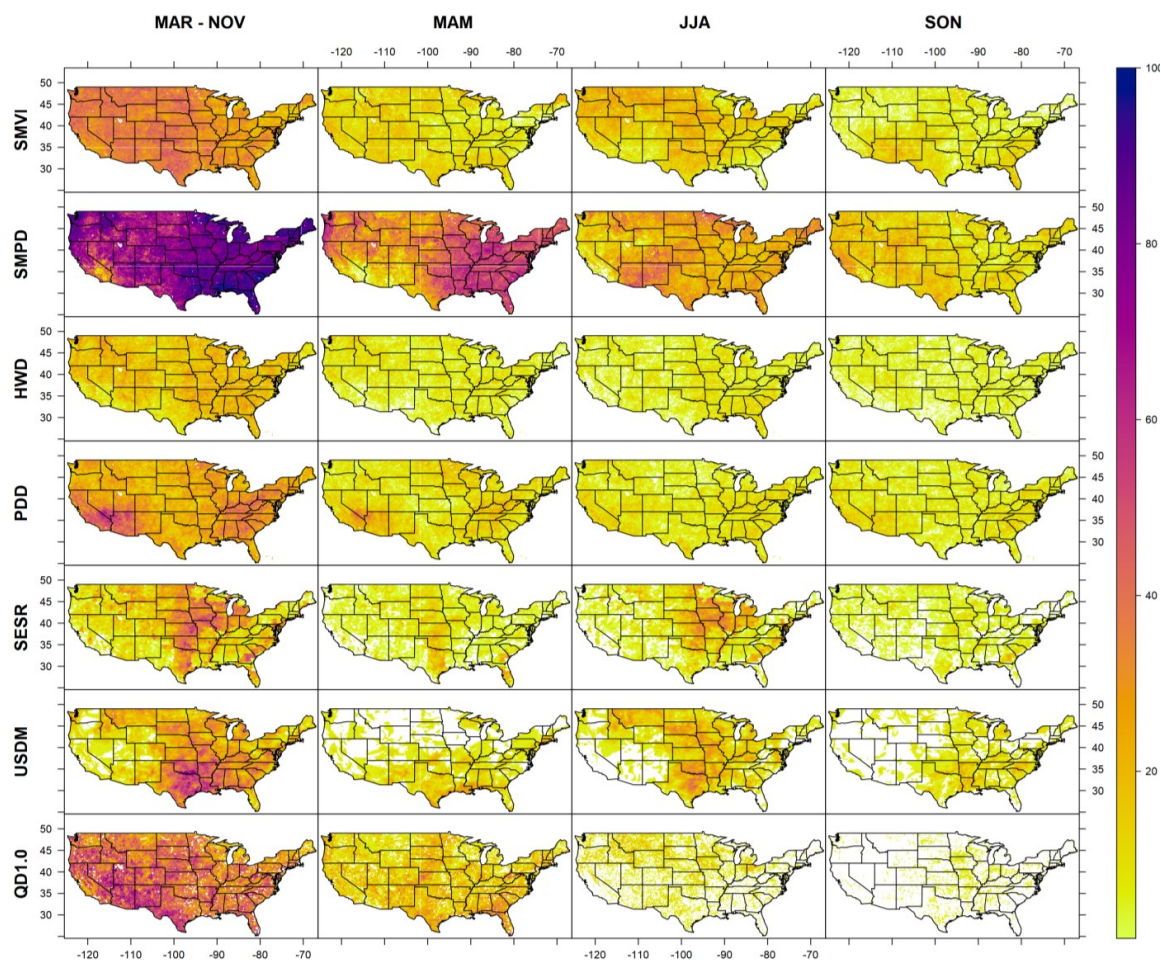 MAR - NOV MAM JJA SON
-120 -110 -100 -90 -80 -70 -120 -110 -100 -90 -80 -70
SMVI 50 45 40 35 30 100
SMPD 50 45 40 35 30 80
HWD 50 45 40 35 30
PDD 50 45 40 35 30 60
SESR 50 45 40 35 30 40
USDM 50 45 40 35 30 20
QD1.0 50 45 40 35 30
-120 -100 -80 -60 -120 -110 -100 -90 -80 -70